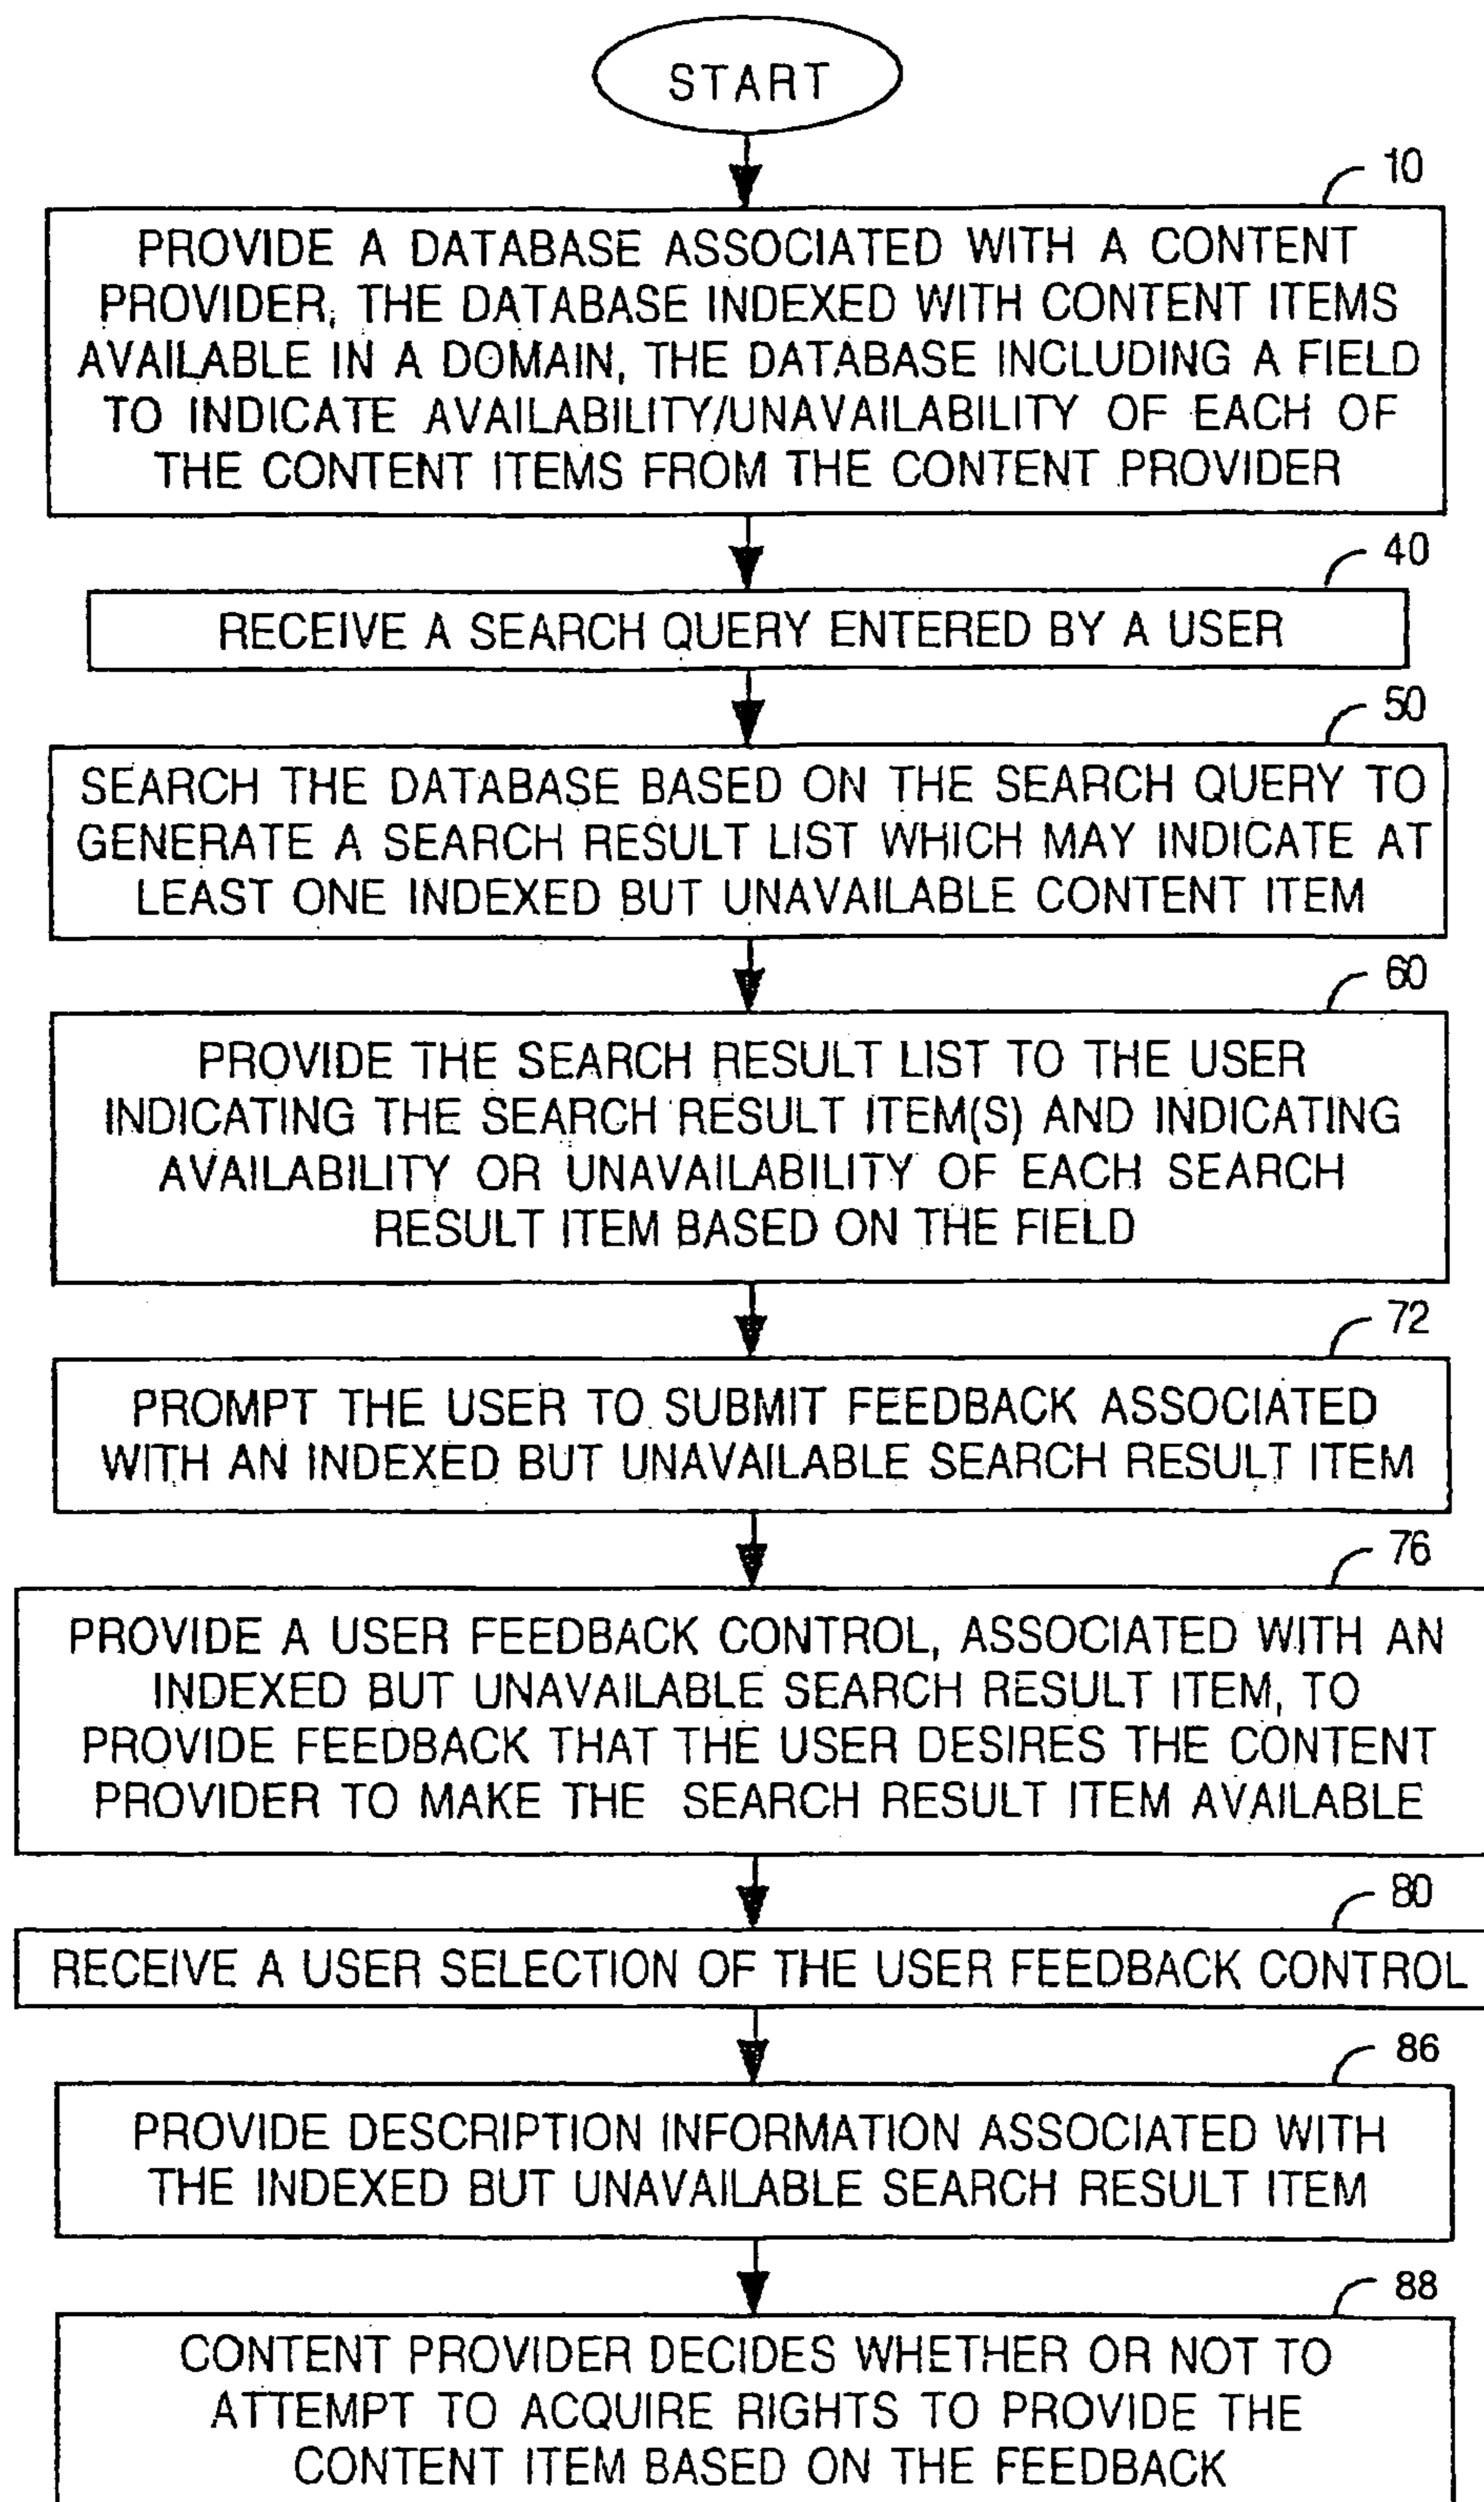 START
10
PROVIDE A DATABASE ASSOCIATED WITH A CONTENT
PROVIDER, THE DATABASE INDEXED WITH CONTENT ITEMS
AVAILABLE IN A DOMAIN, THE DATABASE INCLUDING A FIELD
TO INDICATE AVAILABILITY/UNAVAILABILITY OF EACH OF
THE CONTENT ITEMS FROM THE CONTENT PROVIDER
40
RECEIVE A SEARCH QUERY ENTERED BY A USER
50
SEARCH THE DATABASE BASED ON THE SEARCH QUERY TO
GENERATE A SEARCH RESULT LIST WHICH MAY INDICATE AT
LEAST ONE INDEXED BUT UNAVAILABLE CONTENT ITEM
60
PROVIDE THE SEARCH RESULT LIST TO THE USER
INDICATING THE SEARCH RESULT ITEM(S) AND INDICATING
AVAILABILITY OR UNAVAILABILITY OF EACH SEARCH
RESULT ITEM BASED ON THE FIELD
72
PROMPT THE USER TO SUBMIT FEEDBACK ASSOCIATED
WITH AN INDEXED BUT UNAVAILABLE SEARCH RESULT ITEM
76
PROVIDE A USER FEEDBACK CONTROL, ASSOCIATED WITH AN
INDEXED BUT UNAVAILABLE SEARCH RESULT ITEM, TO
PROVIDE FEEDBACK THAT THE USER DESIRES THE CONTENT
PROVIDER TO MAKE THE SEARCH RESULT ITEM AVAILABLE
80
RECEIVE A USER SELECTION OF THE USER FEEDBACK CONTROL
86
PROVIDE DESCRIPTION INFORMATION ASSOCIATED WITH
THE INDEXED BUT UNAVAILABLE SEARCH RESULT ITEM
88
CONTENT PROVIDER DECIDES WHETHER OR NOT TO
ATTEMPT TO ACQUIRE RIGHTS TO PROVIDE THE
CONTENT ITEM BASED ON THE FEEDBACK